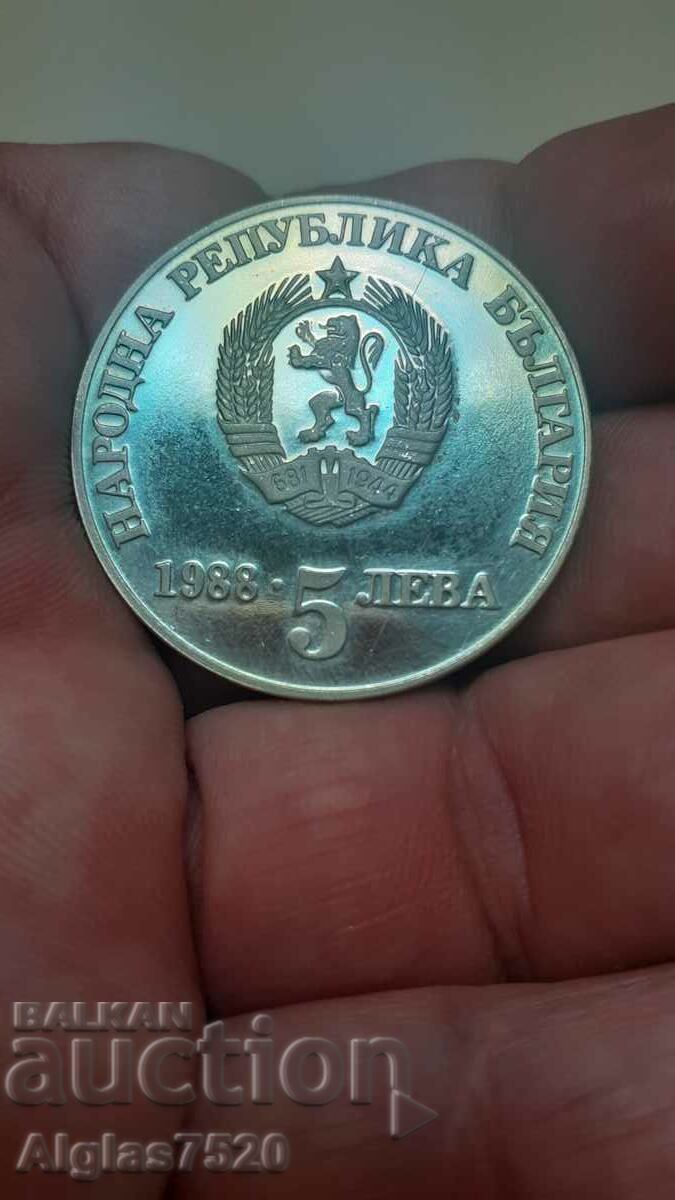 НАРОДНА РЕПУБЛИКА БЪЛГАРИЯ
681 1944
1988 · 5 ЛЕВА
BALKAN
auction
Alglas7520